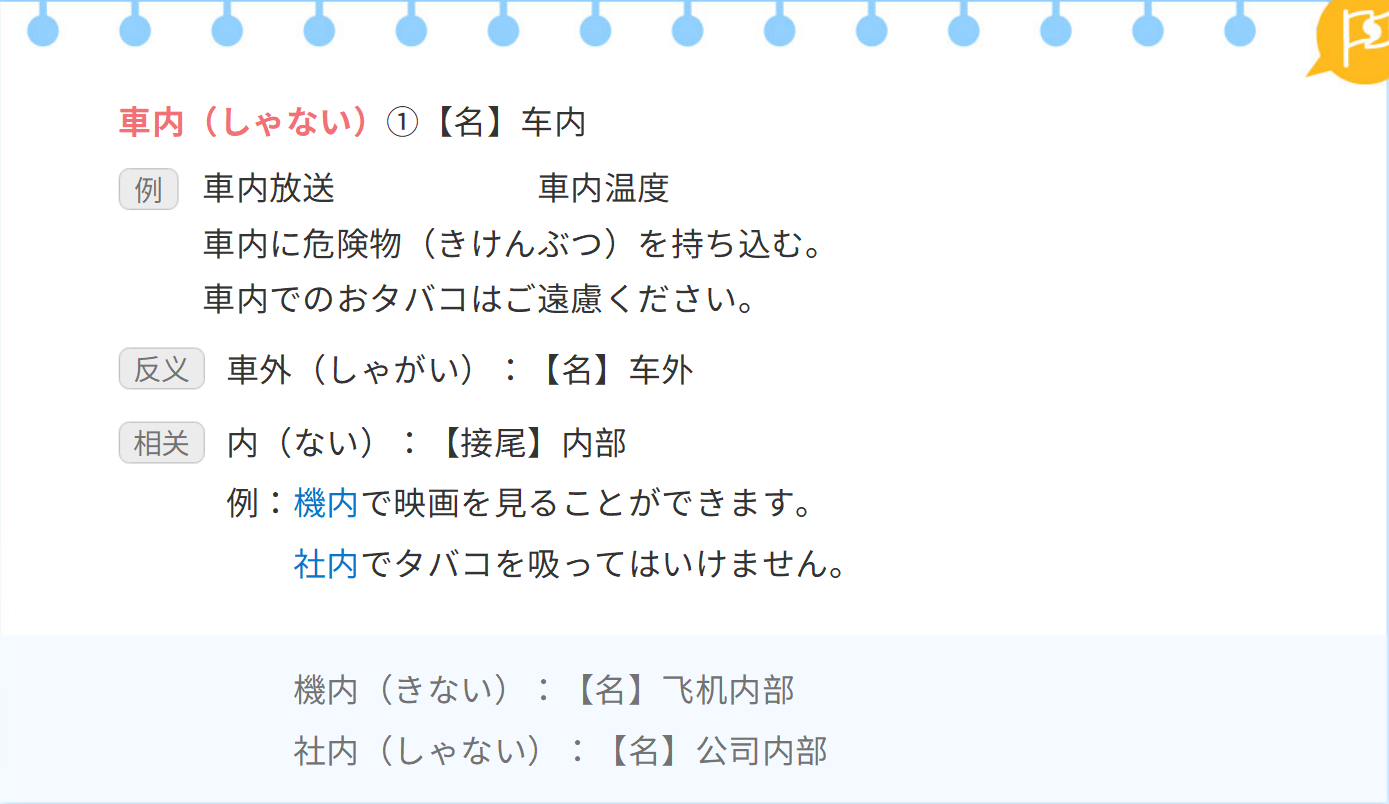 車内（しゃない）①【名】车内
例 車内放送 車内温度
車内に危険物（きけんぶつ）を持ち込む。
車内でのおタバコはご遠慮ください。
反义 車外（しゃがい）：【名】车外
相关 内（ない）：【接尾】内部
例：機内で映画を見ることができます。
社内でタバコを吸ってはいけません。
機内（きない）：【名】飞机内部
社内（しゃない）：【名】公司内部